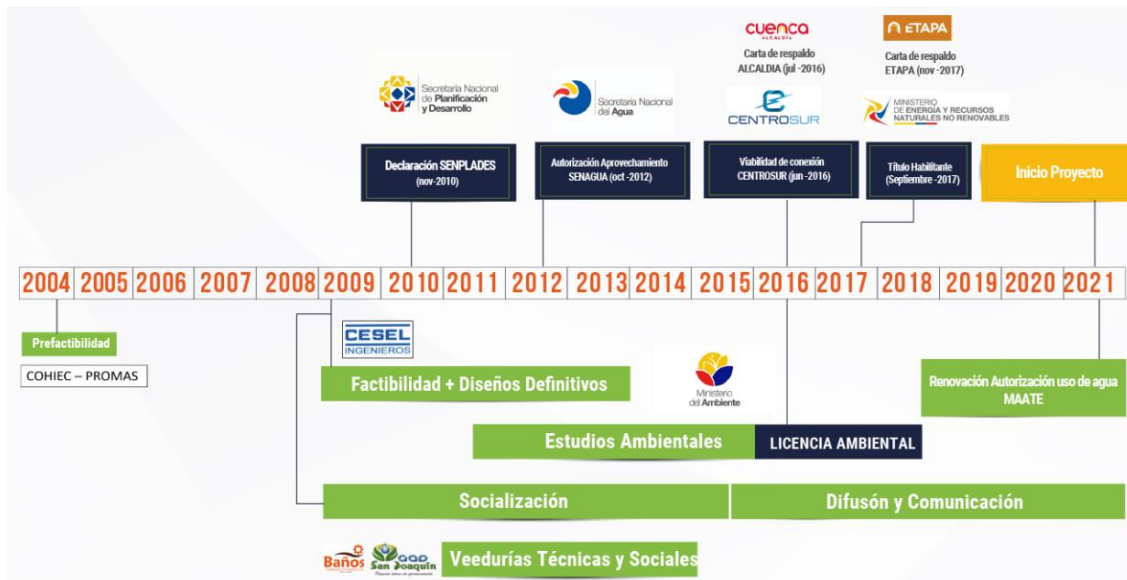 CUENCA
ALCALDÍA
Carta de respaldo
ALCALDIA (jul -2016)
ETAPA
Carta de respaldo
ETAPA (nov -2017)
Secretaría Nacional
de Planificación
y Desarrollo
Secretaría Nacional
del Agua
CENTROSUR
MINISTERIO
DE ENERGÍA Y RECURSOS
NATURALES NO RENOVABLES
Declaración SENPLADES
(nov-2010)
Autorización Aprovechamiento
SENAGUA (oct -2012)
Viabilidad de conexión
CENTROSUR (jun -2016)
Título Habilitante
(Septiembre -2017)
Inicio Proyecto
2004 2005 2006 2007 2008 2009 2010 2011 2012 2013 2014 2015 2016 2017 2018 2019 2020 2021
Prefactibilidad
COHIEC – PROMAS
CESEL
INGENIEROS
Factibilidad + Diseños Definitivos
Ministerio
del Ambiente
Renovación Autorización uso de agua
MAATE
Estudios Ambientales
LICENCIA AMBIENTAL
Socialización
Difusón y Comunicación
Baños
GAD
San Joaquín
Veedurías Técnicas y Sociales